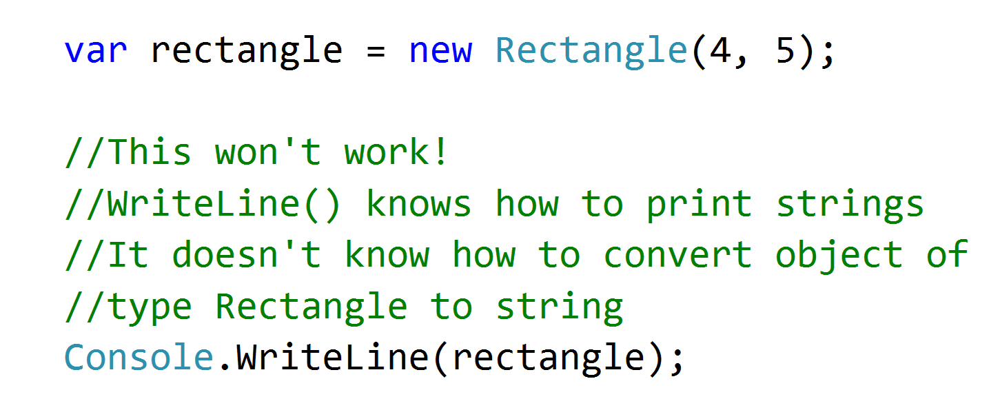 var rectangle = new Rectangle(4, 5);
//This won't work!
//WriteLine() knows how to print strings
//It doesn't know how to convert object of
//type Rectangle to string
Console.WriteLine(rectangle);